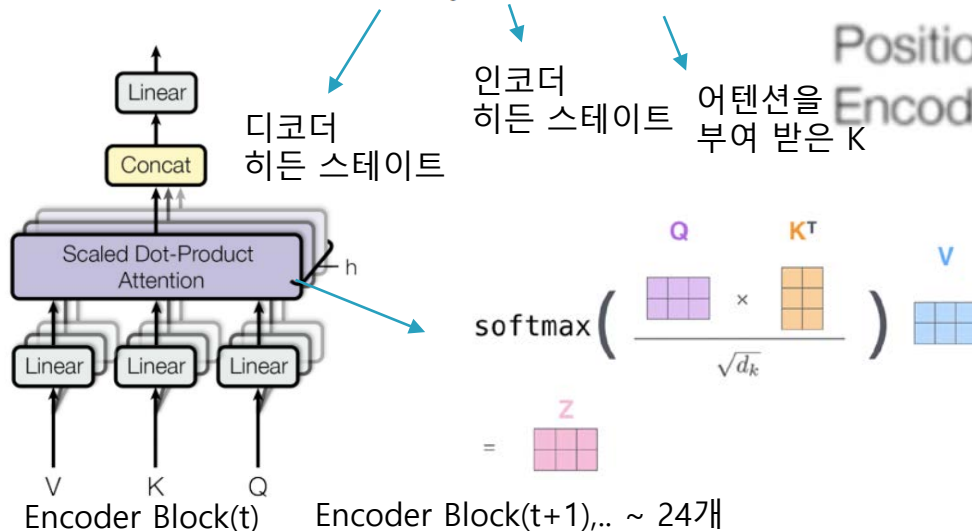 Positio
Encod
인코더
히든 스테이트
어텐션을
부여 받은 K
디코더
히든 스테이트
Linear
Concat
Scaled Dot-Product
Attention
h
Linear
Linear
Linear
V
K
Q
Q
Kᵀ
V
×
softmax( )
√dₖ
=
Z
Encoder Block(t)
Encoder Block(t+1),.. ~ 24개